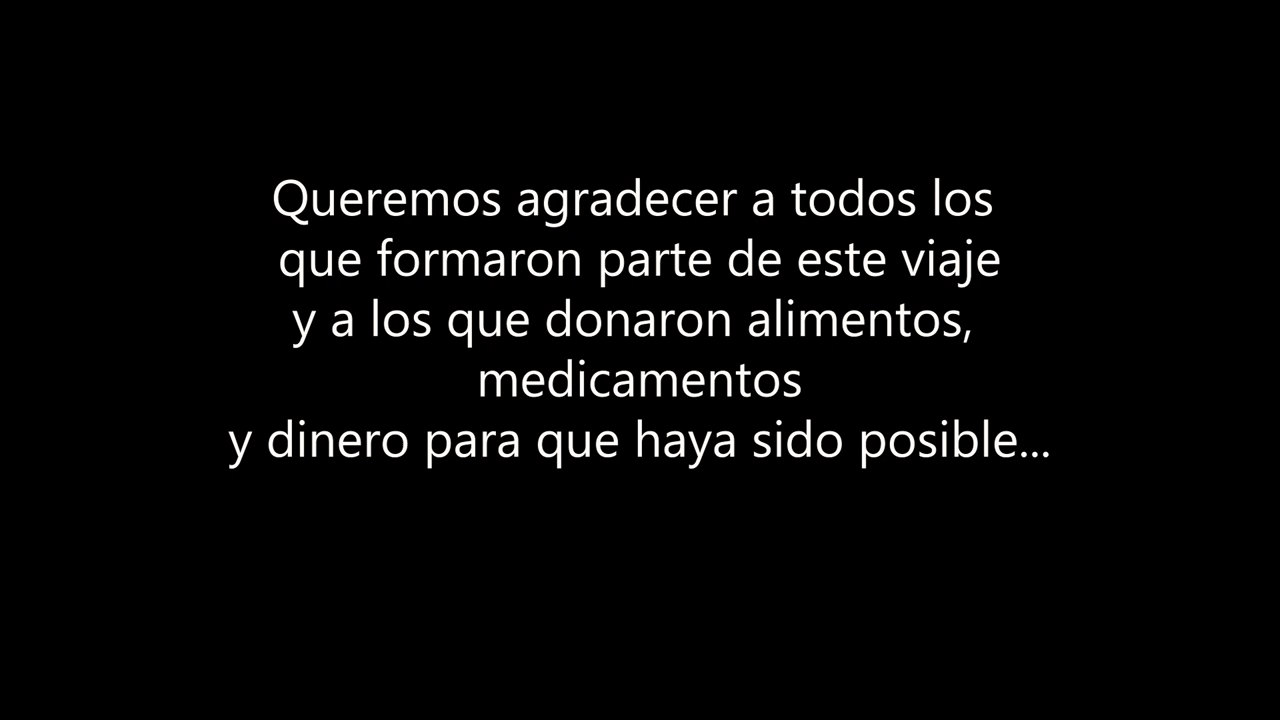 Queremos agradecer a todos los
que formaron parte de este viaje
y a los que donaron alimentos,
medicamentos
y dinero para que haya sido posible...